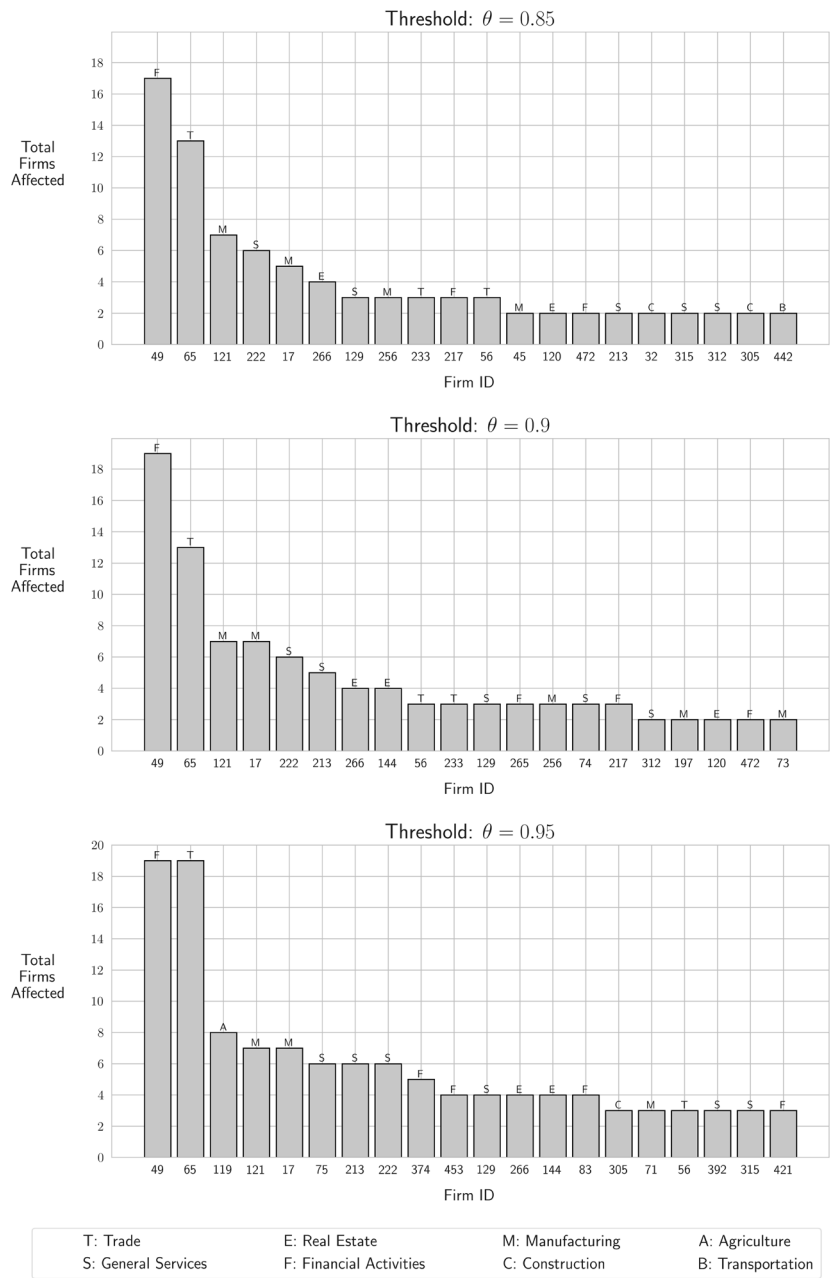 Threshold: θ = 0.85
18
16
14
12
10
8
6
4
2
0
Total
Firms
Affected
F T M S M E S M T F T M E F S C S S C B
49 65 121 222 17 266 129 256 233 217 56 45 120 472 213 32 315 312 305 442
Firm ID
Threshold: θ = 0.9
18
16
14
12
10
8
6
4
2
0
Total
Firms
Affected
F T M M S S E E T T S F M S F S M E F M
49 65 121 17 222 213 266 144 56 233 129 265 256 74 217 312 197 120 472 73
Firm ID
Threshold: θ = 0.95
20
18
16
14
12
10
8
6
4
2
0
Total
Firms
Affected
F T A M M S S S F F S E E F C M T S S F
49 65 119 121 17 75 213 222 374 453 129 266 144 83 305 71 56 392 315 421
Firm ID
T: Trade E: Real Estate M: Manufacturing A: Agriculture
S: General Services F: Financial Activities C: Construction B: Transportation